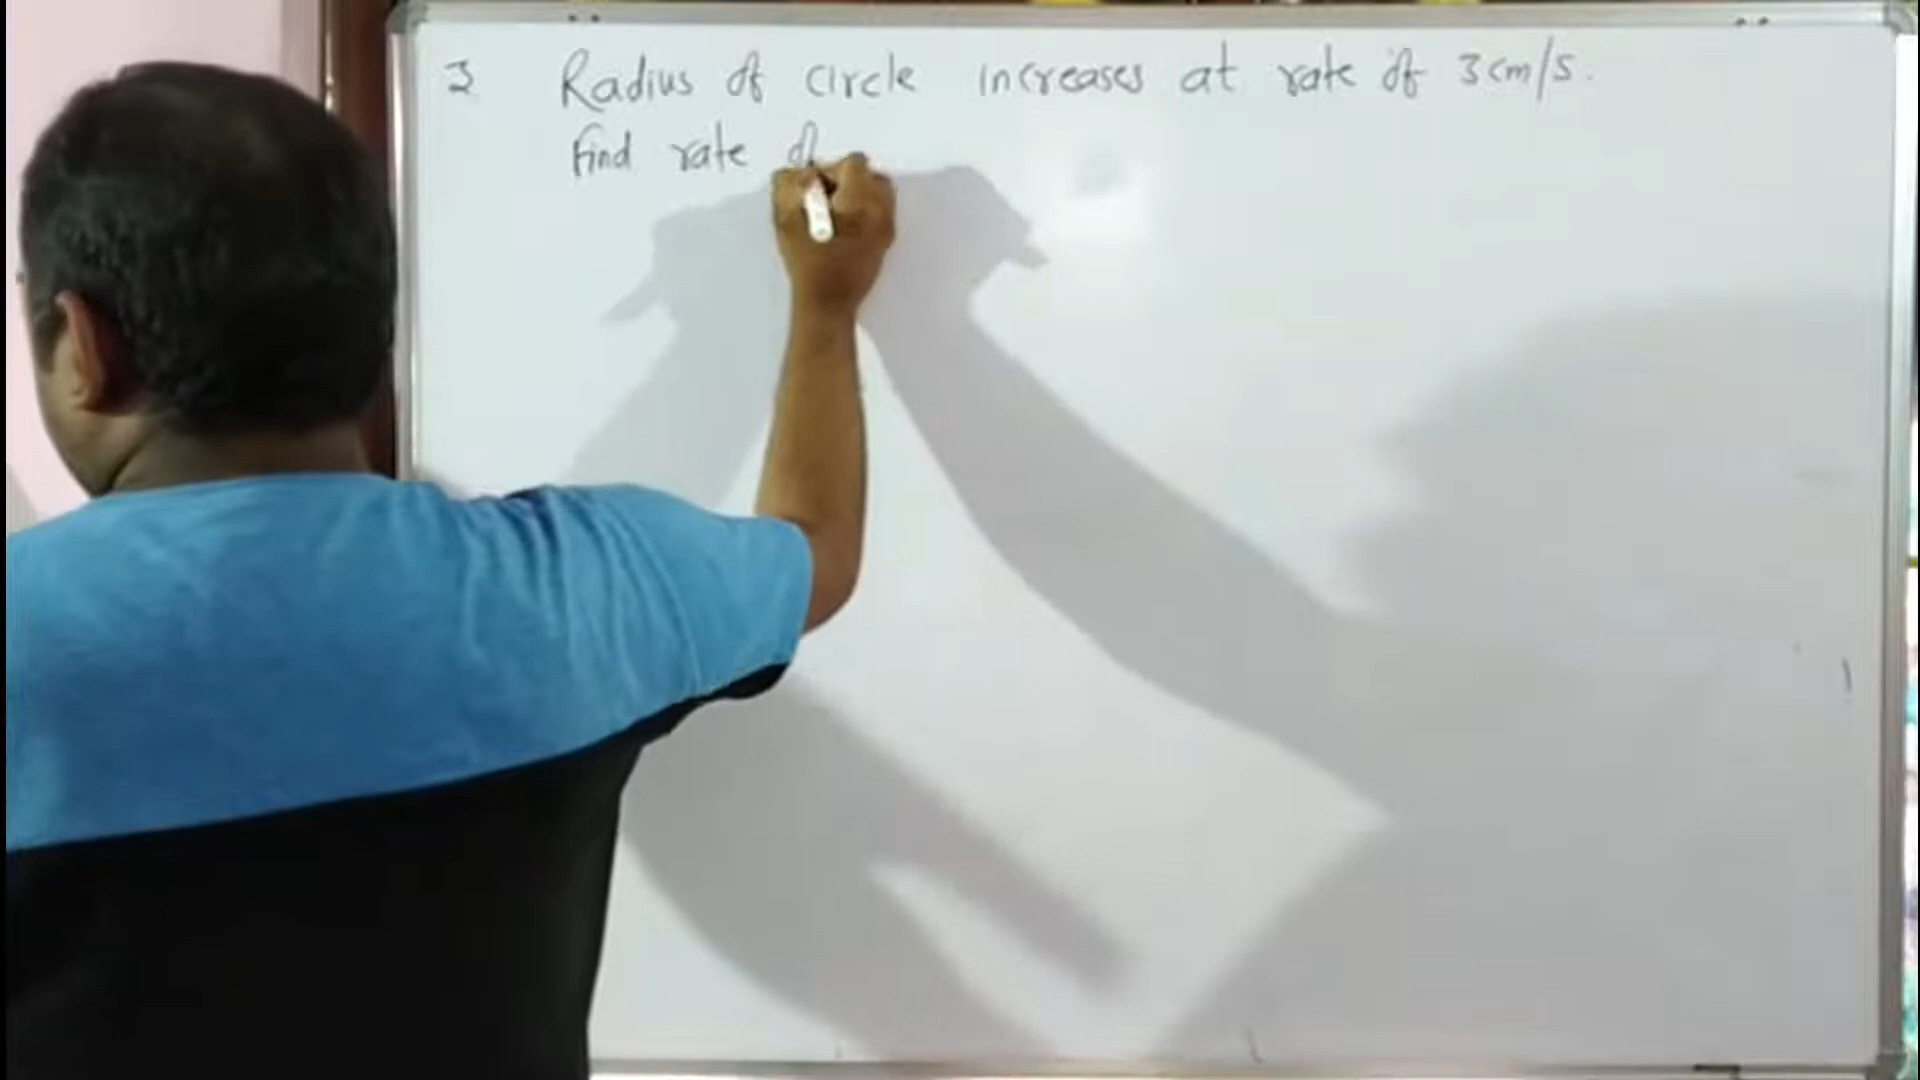 3 Radius of circle increases at rate of 3cm/s.
Find rate of